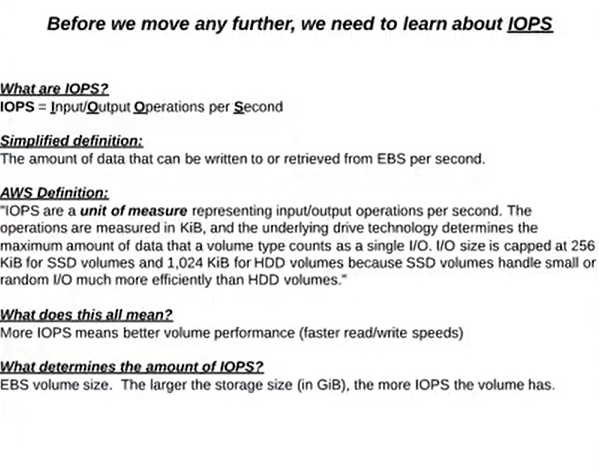 Before we move any further, we need to learn about IOPS
What are IOPS?
IOPS = Input/Output Operations per Second
Simplified definition:
The amount of data that can be written to or retrieved from EBS per second.
AWS Definition:
"IOPS are a unit of measure representing input/output operations per second. The
operations are measured in KiB, and the underlying drive technology determines the
maximum amount of data that a volume type counts as a single I/O. I/O size is capped at 256
KiB for SSD volumes and 1,024 KiB for HDD volumes because SSD volumes handle small or
random I/O much more efficiently than HDD volumes."
What does this all mean?
More IOPS means better volume performance (faster read/write speeds)
What determines the amount of IOPS?
EBS volume size.  The larger the storage size (in GiB), the more IOPS the volume has.